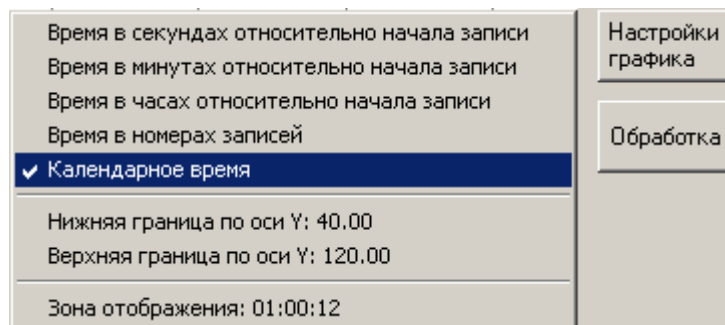 Время в секундах относительно начала записи
Время в минутах относительно начала записи
Время в часах относительно начала записи
Время в номерах записей
Календарное время
Нижняя граница по оси Y: 40.00
Верхняя граница по оси Y: 120.00
Зона отображения: 01:00:12
Настройки
графика
Обработка